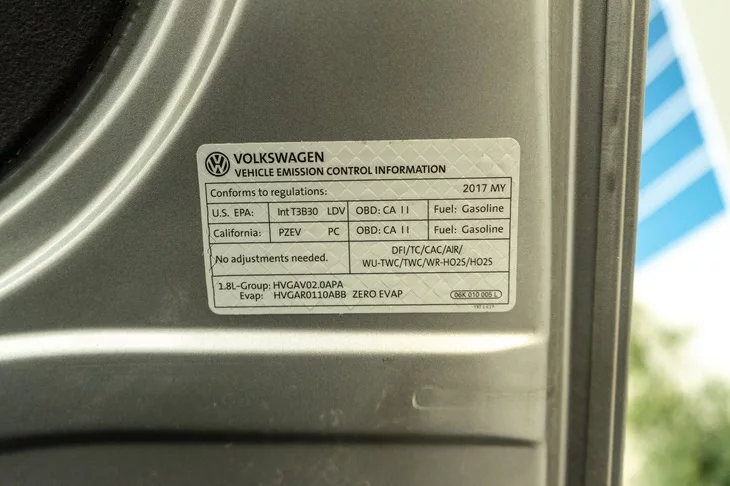 VOLKSWAGEN
VEHICLE EMISSION CONTROL INFORMATION
Conforms to regulations: 2017 MY
U.S. EPA: Int T3B30 LDV OBD: CA II Fuel: Gasoline
California: PZEV PC OBD: CA II Fuel: Gasoline
No adjustments needed.
DFI/TC/CAC/AIR/
WU-TWC/TWC/WR-HO2S/HO2S
1.8L-Group: HVGAV02.0APA
Evap: HVGAR0110ABB ZERO EVAP
06K 010 005 L